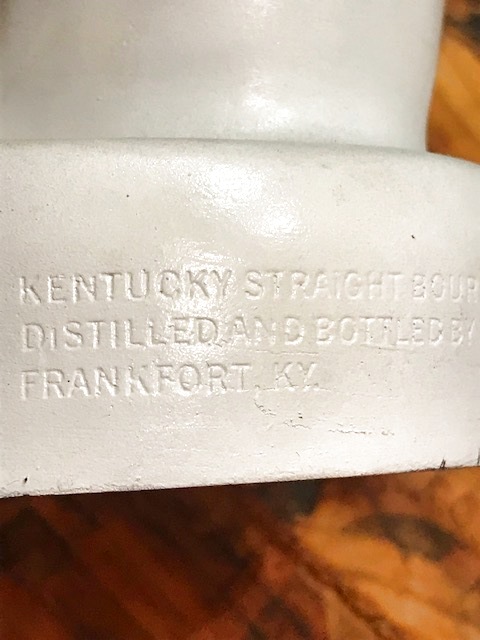 KENTUCKY STRAIGHT BOUR
DISTILLED AND BOTTLED BY
FRANKFORT, KY.